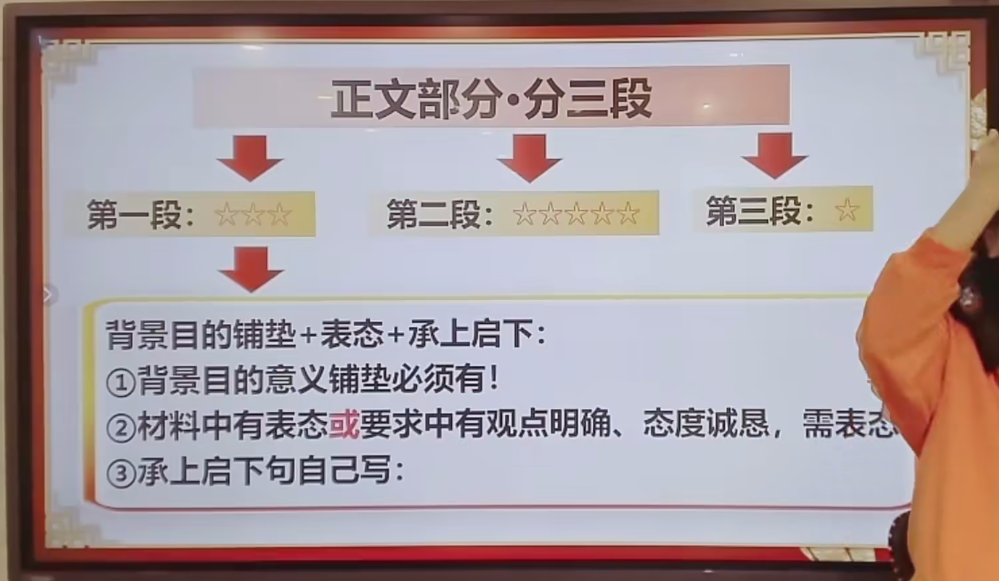 正文部分·分三段
第一段：☆☆☆
第二段：☆☆☆☆☆
第三段：☆
背景目的铺垫+表态+承上启下：
①背景目的意义铺垫必须有！
②材料中有表态或要求中有观点明确、态度诚恳，需表态
③承上启下句自己写：